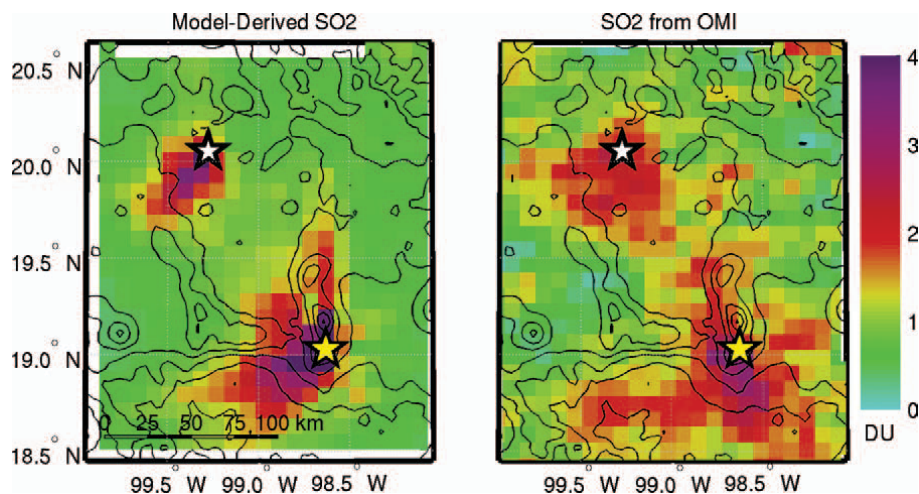 Model-Derived SO2
SO2 from OMI
20.5° N
20.0° N
19.5° N
19.0° N
18.5° N
0 25 50 75 100 km
99.5° W 99.0° W 98.5° W
99.5° W 99.0° W 98.5° W
4
3
2
1
0
DU